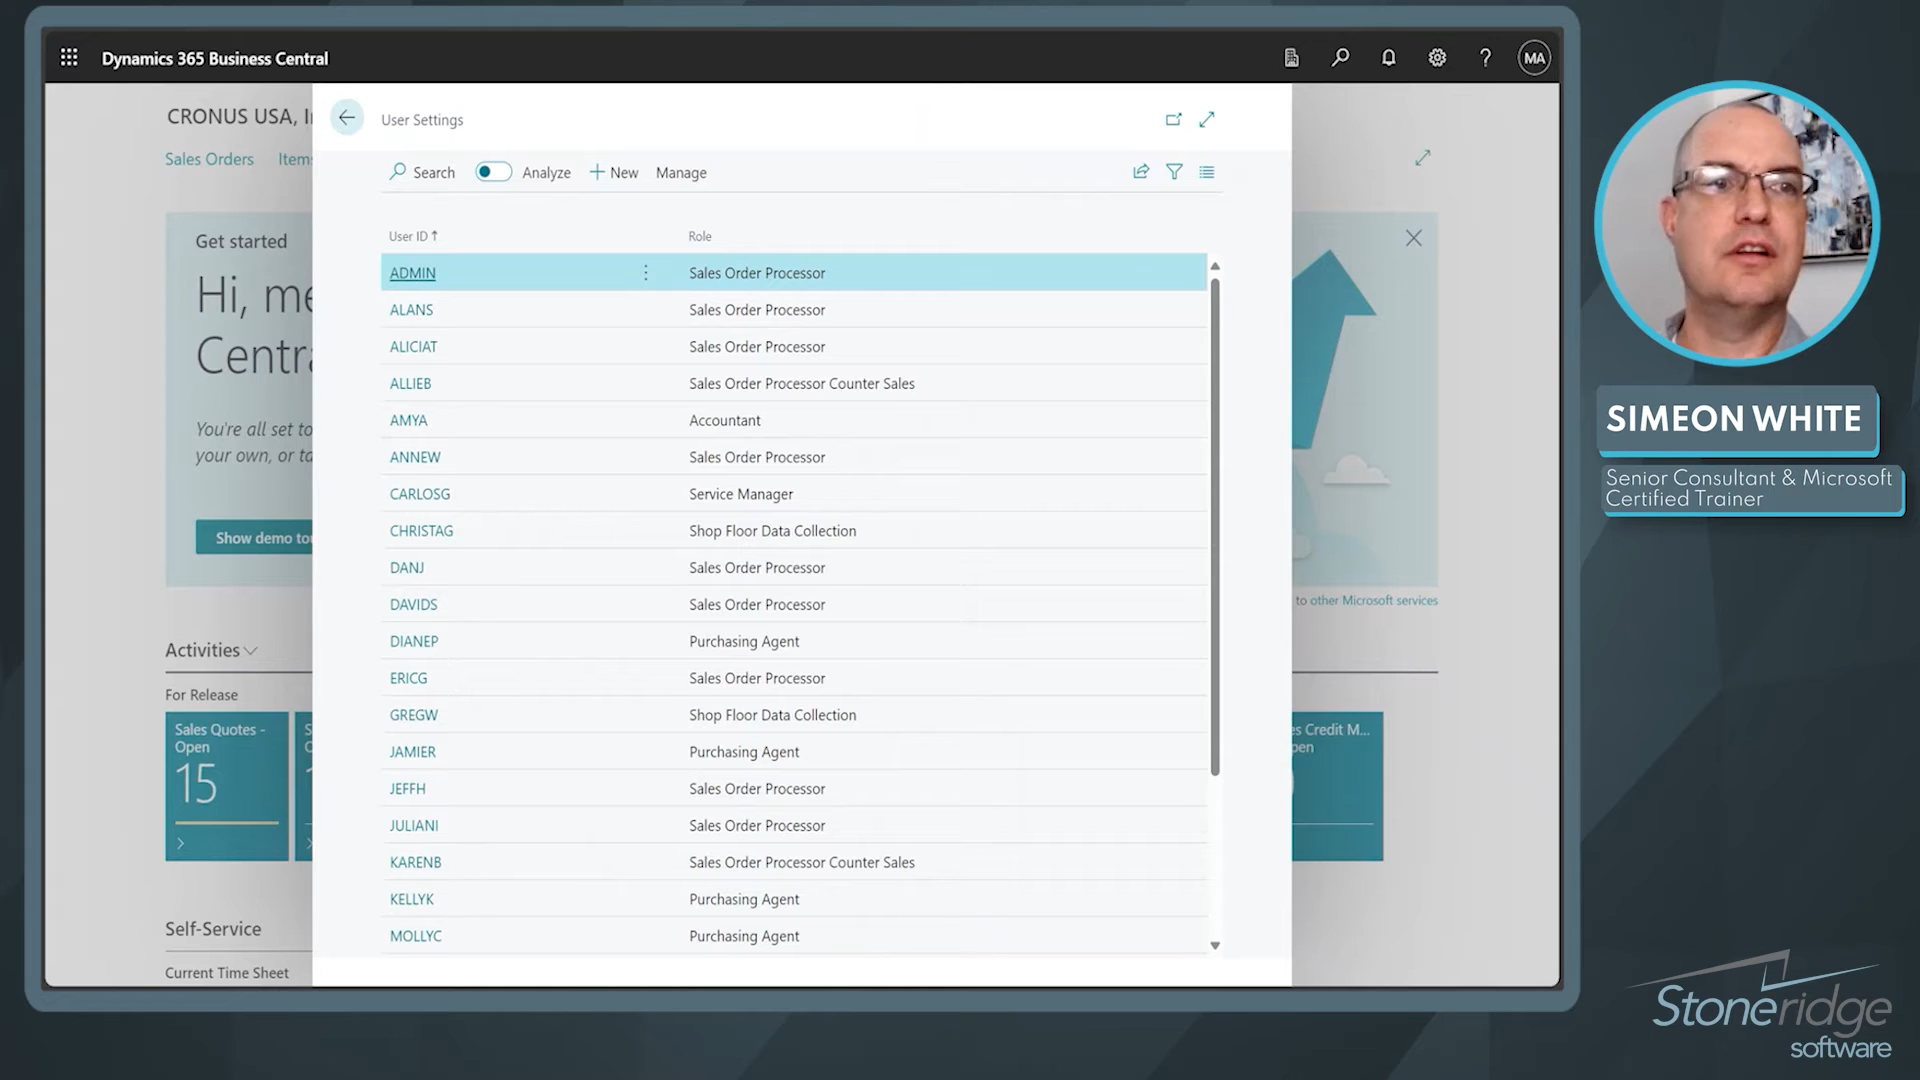 Dynamics 365 Business Central
MA
CRONUS USA, I
Sales Orders Item
User Settings
Search Analyze New Manage
User ID Role
ADMIN Sales Order Processor
ALANS Sales Order Processor
ALICIAT Sales Order Processor
ALLIEB Sales Order Processor Counter Sales
AMYA Accountant
ANNEW Sales Order Processor
CARLOSG Service Manager
CHRISTAG Shop Floor Data Collection
DANJ Sales Order Processor
DAVIDS Sales Order Processor
DIANEP Purchasing Agent
ERICG Sales Order Processor
GREGW Shop Floor Data Collection
JAMIER Purchasing Agent
JEFFH Sales Order Processor
JULIANI Sales Order Processor
KARENB Sales Order Processor Counter Sales
KELLYK Purchasing Agent
MOLLYC Purchasing Agent
Get started
Hi, me
Centr
You're all set to
your own, or ta
Show demo to
to other Microsoft services
Activities
For Release
Sales Quotes -
Open
15
es Credit M...
pen
Self-Service
Current Time Sheet
SIMEON WHITE
Senior Consultant & Microsoft
Certified Trainer
Stoneridge
software